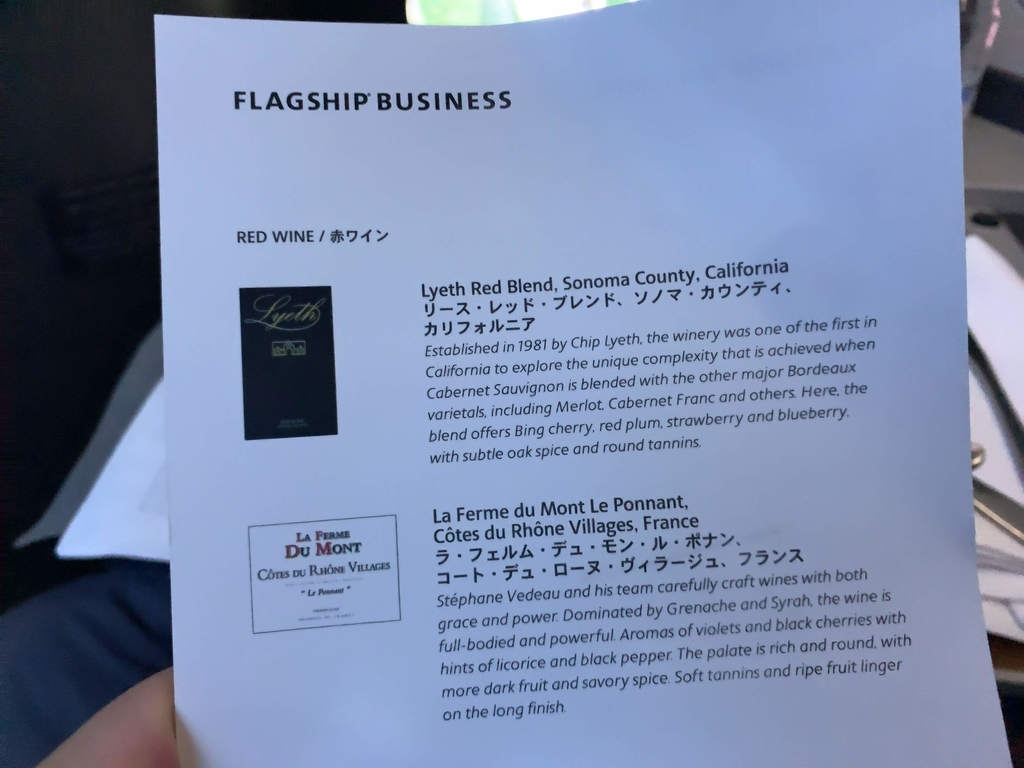 FLAGSHIP® BUSINESS
RED WINE / 赤ワイン
Lyeth
Lyeth Red Blend, Sonoma County, California
リース・レッド・ブレンド、ソノマ・カウンティ、
カリフォルニア
Established in 1981 by Chip Lyeth, the winery was one of the first in
California to explore the unique complexity that is achieved when
Cabernet Sauvignon is blended with the other major Bordeaux
varietals, including Merlot, Cabernet Franc and others. Here, the
blend offers Bing cherry, red plum, strawberry and blueberry,
with subtle oak spice and round tannins.
LA FERME
DU MONT
CÔTES DU RHÔNE VILLAGES
" Le Ponnant "
La Ferme du Mont Le Ponnant,
Côtes du Rhône Villages, France
ラ・フェルム・デュ・モン・ル・ポナン、
コート・デュ・ローヌ・ヴィラージュ、フランス
Stéphane Vedeau and his team carefully craft wines with both
grace and power. Dominated by Grenache and Syrah, the wine is
full-bodied and powerful. Aromas of violets and black cherries with
hints of licorice and black pepper. The palate is rich and round, with
more dark fruit and savory spice. Soft tannins and ripe fruit linger
on the long finish.